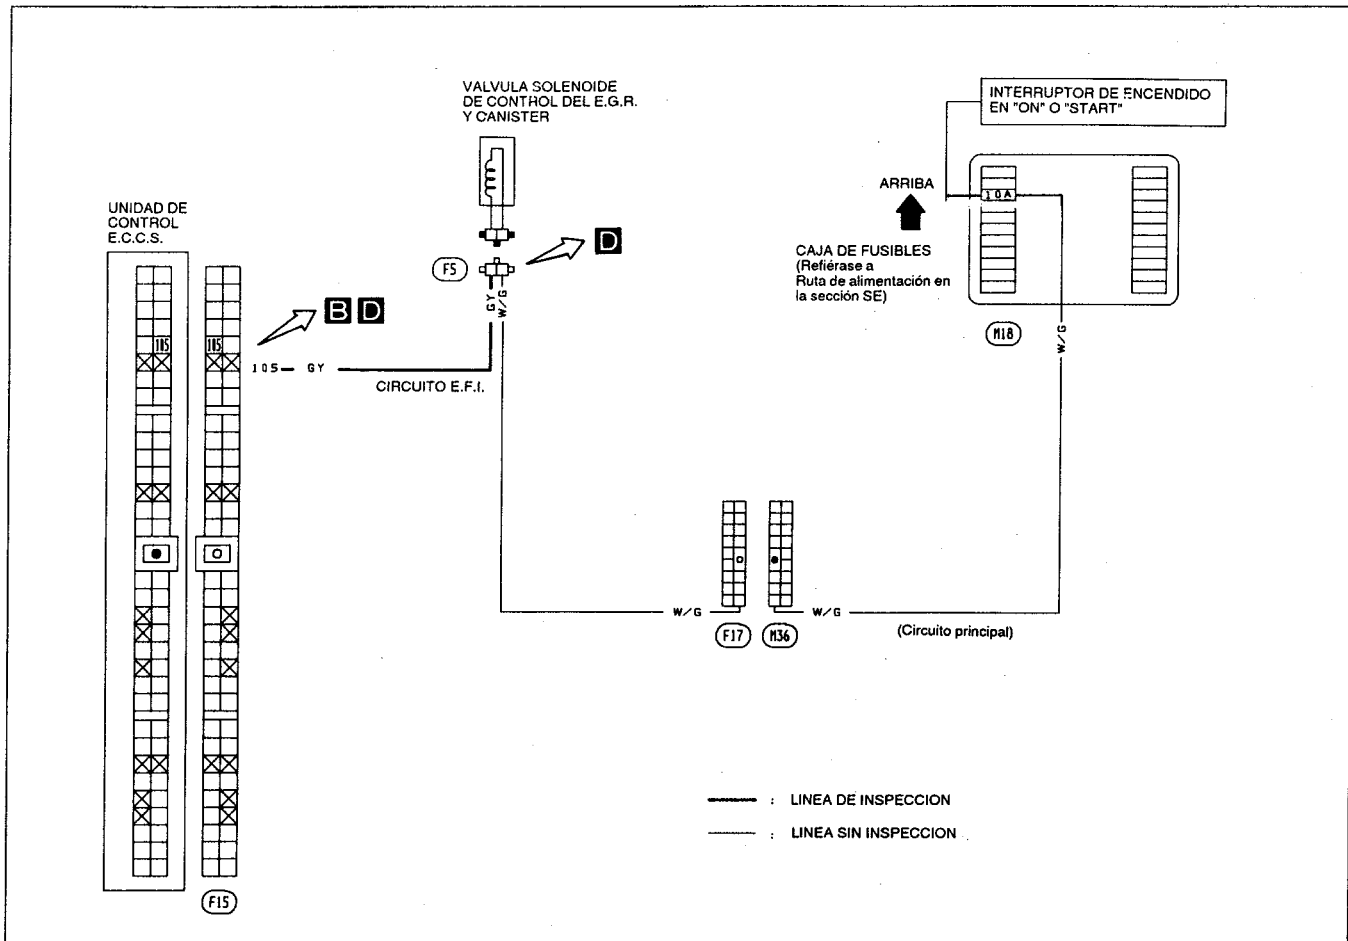 VALVULA SOLENOIDE
DE CONTROL DEL E.G.R.
Y CANISTER
INTERRUPTOR DE ENCENDIDO
EN "ON" O "START"
ARRIBA
10A
UNIDAD DE
CONTROL
E.C.C.S.
CAJA DE FUSIBLES
(Refiérase a
Ruta de alimentación en
la sección SE)
D
F5
GY
W/G
B D
105
105
105 GY
CIRCUITO E.F.I.
M18
W/G
W/G
W/G
F17
M36
(Circuito principal)
: LINEA DE INSPECCION
: LINEA SIN INSPECCION
F15